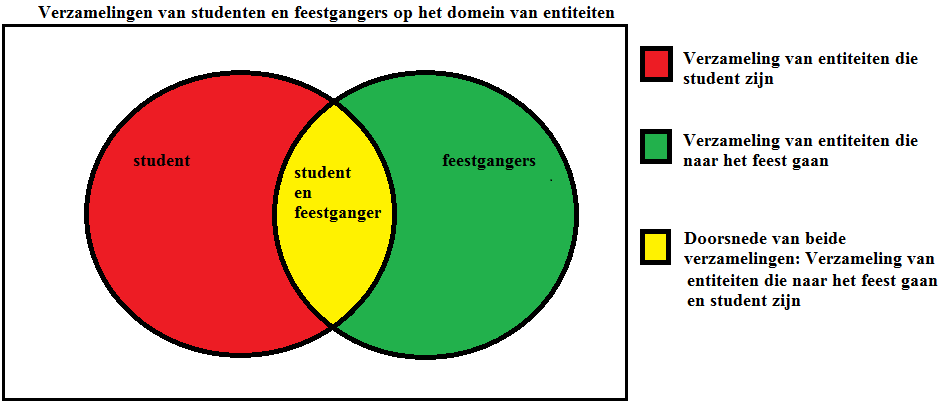 Verzamelingen van studenten en feestgangers op het domein van entiteiten
student
student
en
feestganger
feestgangers
Verzameling van entiteiten die
student zijn
Verzameling van entiteiten die
naar het feest gaan
Doorsnede van beide
verzamelingen: Verzameling van
entiteiten die naar het feest gaan
en student zijn